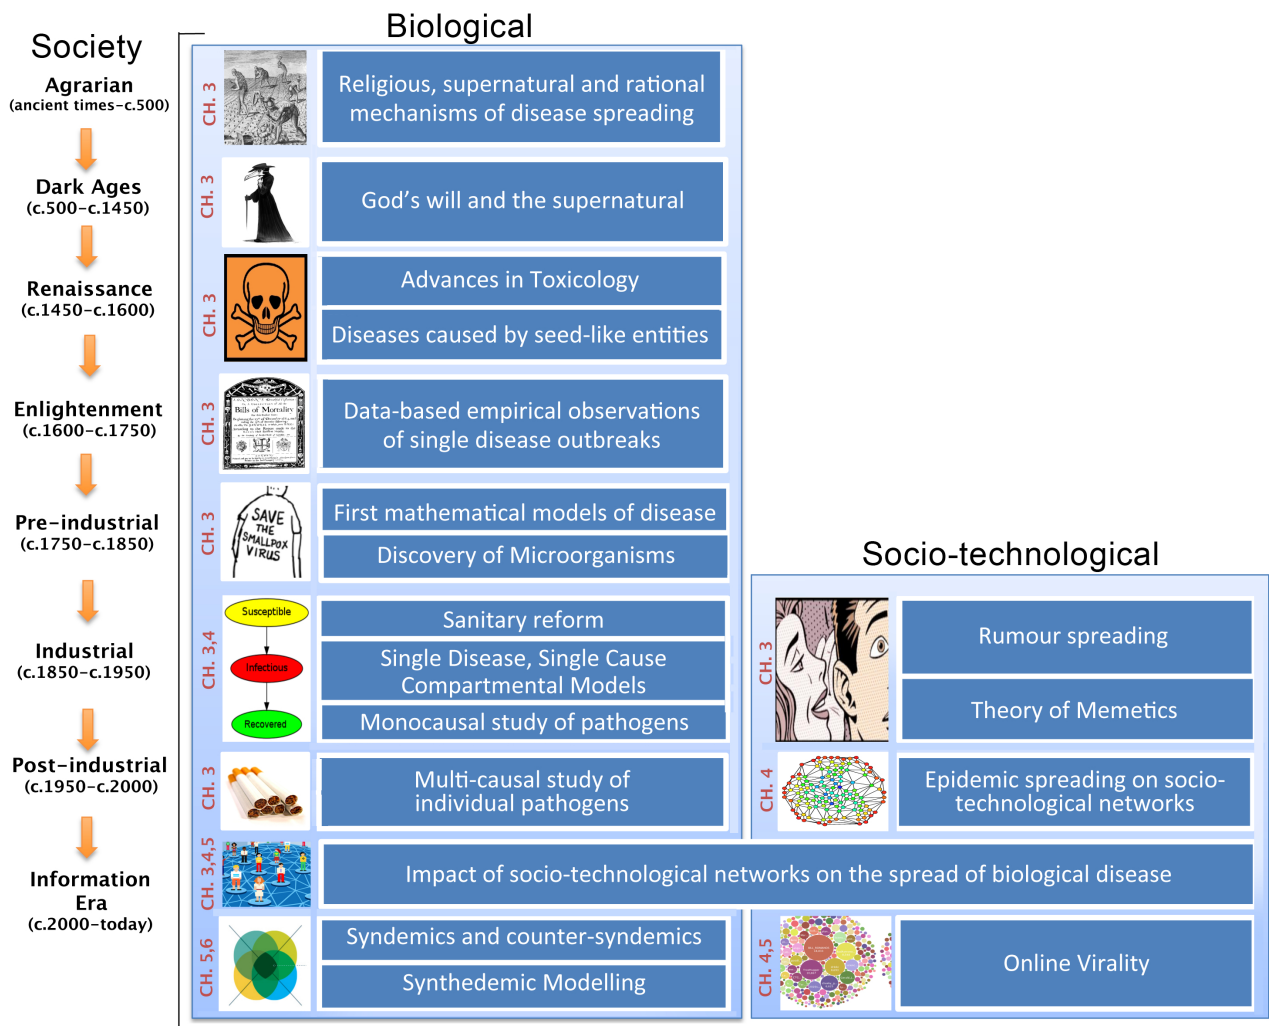 Biological
Society
Agrarian
(ancient times-c.500)
CH. 3
Religious, supernatural and rational
mechanisms of disease spreading
Dark Ages
(c.500-c.1450)
CH. 3
God's will and the supernatural
Renaissance
(c.1450-c.1600)
CH. 3
Advances in Toxicology
Diseases caused by seed-like entities
Enlightenment
(c.1600-c.1750)
CH. 3
Bills of Mortality
Data-based empirical observations
of single disease outbreaks
Pre-industrial
(c.1750-c.1850)
CH. 3
SAVE
THE
SMALLPOX
VIRUS
First mathematical models of disease
Discovery of Microorganisms
Socio-technological
Industrial
(c.1850-c.1950)
CH. 3,4
Susceptible
Infectious
Recovered
Sanitary reform
Single Disease, Single Cause
Compartmental Models
Monocausal study of pathogens
CH. 3
Rumour spreading
Theory of Memetics
Post-industrial
(c.1950-c.2000)
CH. 3
Multi-causal study of
individual pathogens
CH. 4
Epidemic spreading on socio-
technological networks
Information
Era
(c.2000-today)
CH. 3,4,5
Impact of socio-technological networks on the spread of biological disease
CH. 5,6
Syndemics and counter-syndemics
Synthedemic Modelling
CH. 4,5
Online Virality